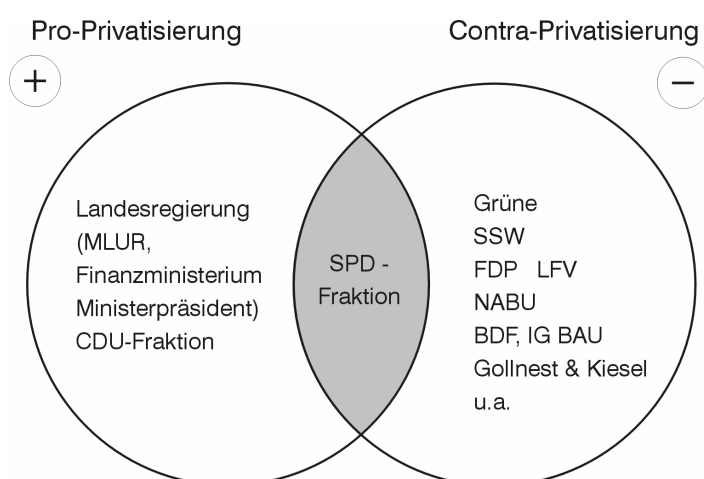 Pro-Privatisierung
Contra-Privatisierung
+
−
Landesregierung
(MLUR,
Finanzministerium
Ministerpräsident)
CDU-Fraktion
SPD -
Fraktion
Grüne
SSW
FDP LFV
NABU
BDF, IG BAU
Gollnest & Kiesel
u.a.